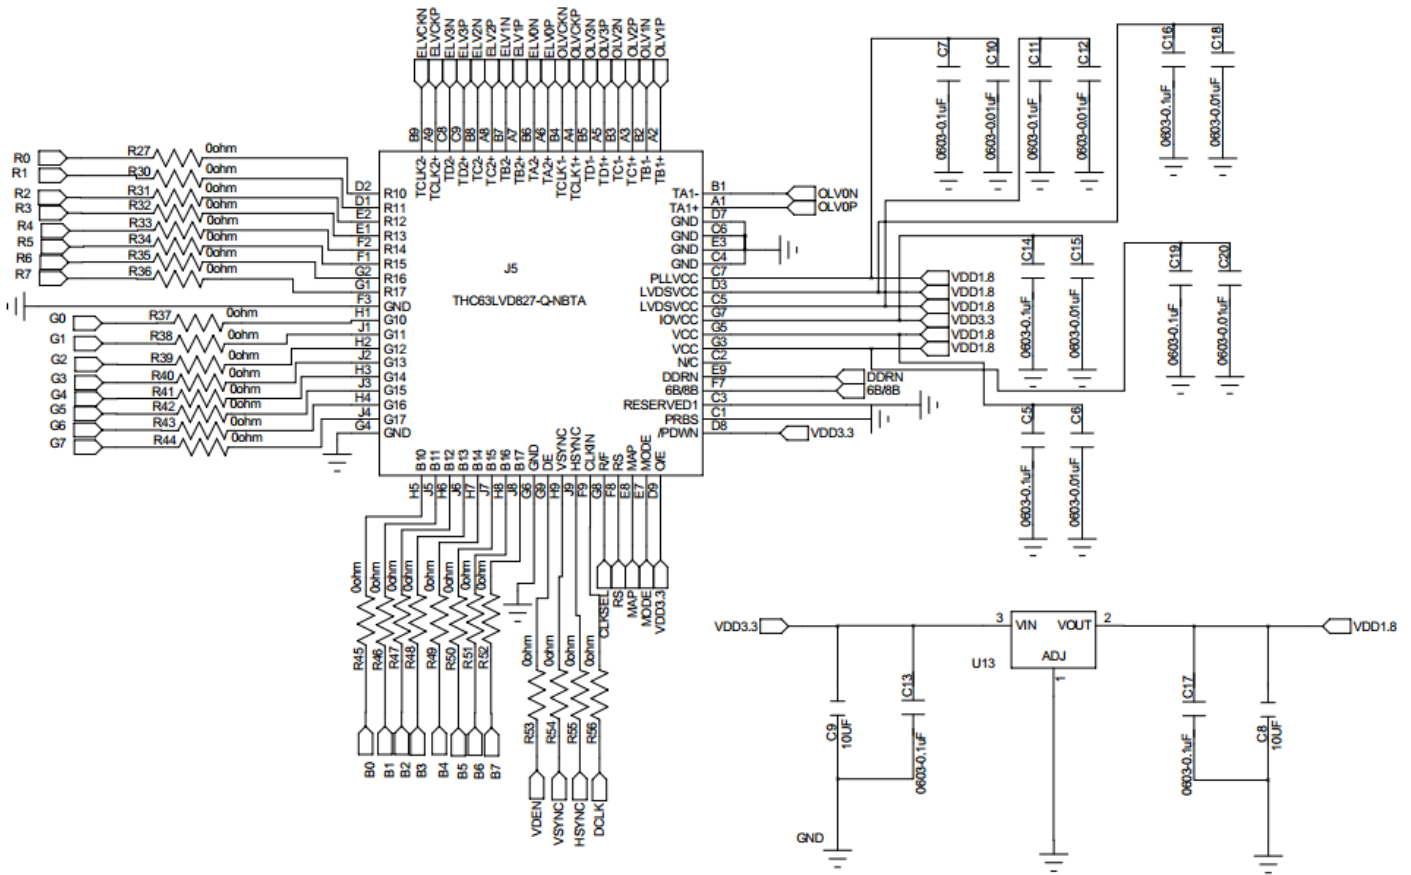 ELVCKN
ELVCKP
ELV3N
ELV3P
ELV2N
ELV2P
ELV1N
ELV1P
ELV0N
ELV0P
OLVCKN
OLVCKP
OLV3N
OLV3P
OLV2N
OLV2P
OLV1N
OLV1P
B9 A9 C8 C9 B8 A8 B7 A7 B6 A6 B4 A4 B5 A5 B3 A3 B2 A2
TCLK2-
TCLK2+
TD2-
TD2+
TC2-
TC2+
TB2-
TB2+
TA2-
TA2+
TCLK1-
TCLK1+
TD1-
TD1+
TC1-
TC1+
TB1-
TB1+
R0 R27 0ohm D2 R10
R1 R30 0ohm D1 R11
R2 R31 0ohm E2 R12
R3 R32 0ohm E1 R13
R4 R33 0ohm F2 R14
R5 R34 0ohm F1 R15
R6 R35 0ohm G2 R16
R7 R36 0ohm G1 R17
F3 GND
G0 R37 0ohm H1 G10
G1 R38 0ohm J1 G11
G2 R39 0ohm H2 G12
G3 R40 0ohm J2 G13
G4 R41 0ohm H3 G14
G5 R42 0ohm J3 G15
G6 R43 0ohm H4 G16
G7 R44 0ohm J4 G17
G4 GND
J5
THC63LVD827-Q-NBTA
TA1- B1 OLV0N
TA1+ A1 OLV0P
GND D7
GND C6
GND E3
GND C4
PLLVCC C7 VDD1.8
LVDSVCC D3 VDD1.8
LVDSVCC C5 VDD1.8
IOVCC G7 VDD3.3
VCC G5 VDD1.8
VCC G3 VDD1.8
N/C C2
DDRN E9 DDRN
6B/8B F7 6B/8B
RESERVED1 C3
PRBS C1
/PDWN D8 VDD3.3
B10 B11 B12 B13 B14 B15 B16 B17 GND DE VSYNC HSYNC CLKIN R/F RS MAP MODE O/E
H5 J5 H6 J6 H7 J7 H8 J8 G6 G9 H9 J9 F9 G8 F8 E8 E7 D9
0ohm 0ohm 0ohm 0ohm 0ohm 0ohm 0ohm 0ohm
R45 R46 R47 R48 R49 R50 R51 R52
B0 B1 B2 B3 B4 B5 B6 B7
0ohm 0ohm 0ohm 0ohm
R53 R54 R55 R56
VDEN VSYNC HSYNC DCLK
CLKSEL RS MAP MODE VDD3.3
C7 0603-0.1uF
C10 0603-0.01uF
C11 0603-0.1uF
C12 0603-0.01uF
C16 0603-0.1uF
C18 0603-0.01uF
C14 0603-0.1uF
C15 0603-0.01uF
C19 0603-0.1uF
C20 0603-0.01uF
C5 0603-0.1uF
C6 0603-0.01uF
VDD3.3
3 VIN VOUT 2
ADJ
1
U13
VDD1.8
C9 10UF
C13 0603-0.1uF
C17 0603-0.1uF
C8 10UF
GND